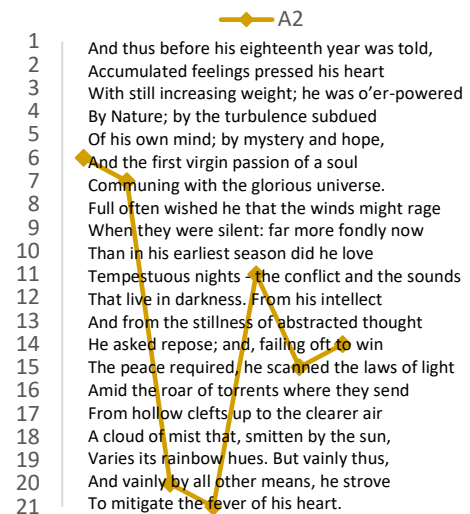 A2
1 And thus before his eighteenth year was told,
2 Accumulated feelings pressed his heart
3 With still increasing weight; he was o'er-powered
4 By Nature; by the turbulence subdued
5 Of his own mind; by mystery and hope,
6 And the first virgin passion of a soul
7 Communing with the glorious universe.
8 Full often wished he that the winds might rage
9 When they were silent: far more fondly now
10 Than in his earliest season did he love
11 Tempestuous nights - the conflict and the sounds
12 That live in darkness. From his intellect
13 And from the stillness of abstracted thought
14 He asked repose; and, failing oft to win
15 The peace required, he scanned the laws of light
16 Amid the roar of torrents where they send
17 From hollow clefts up to the clearer air
18 A cloud of mist that, smitten by the sun,
19 Varies its rainbow hues. But vainly thus,
20 And vainly by all other means, he strove
21 To mitigate the fever of his heart.